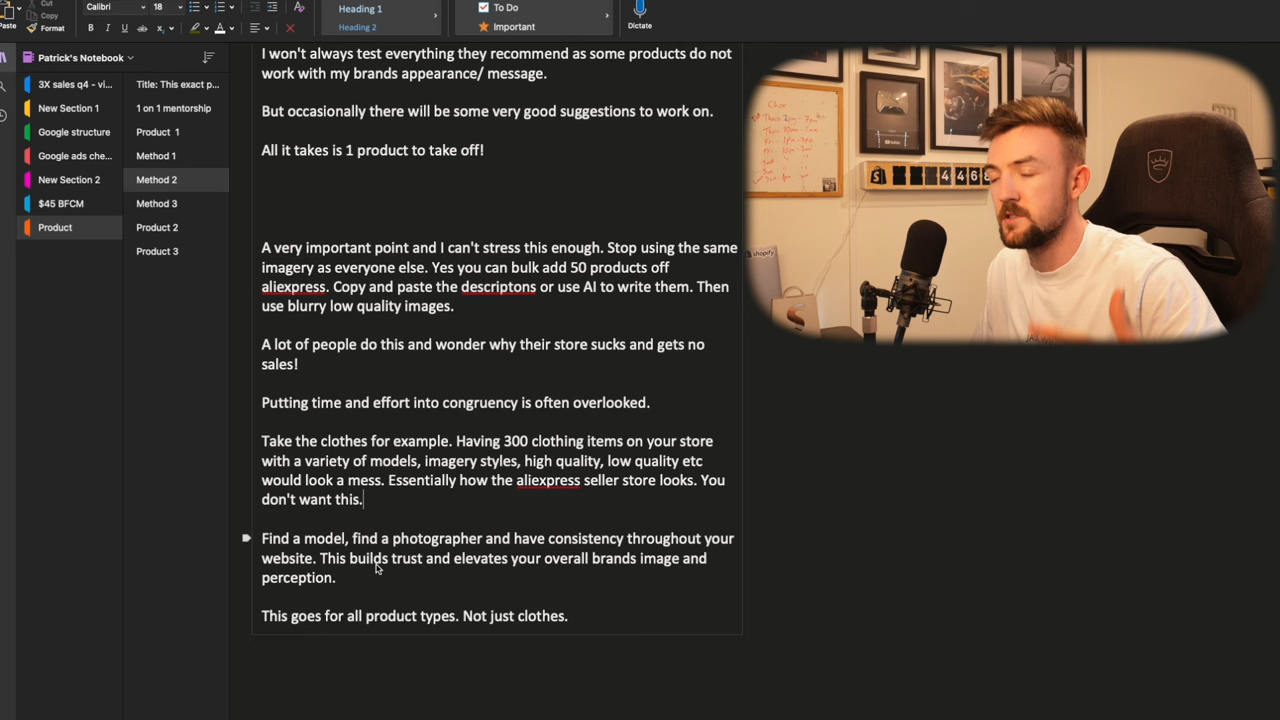 Cut
Calibri
18
Heading 1
To Do
Paste
Copy
Format
B I U ab x
A
Heading 2
Important
Dictate
Patrick's Notebook
3X sales q4 - vi...
New Section 1
Google structure
Google ads che...
New Section 2
$45 BFCM
Product
Title: This exact p...
1 on 1 mentorship
Product 1
Method 1
Method 2
Method 3
Product 2
Product 3
I won't always test everything they recommend as some products do not
work with my brands appearance/ message.
But occasionally there will be some very good suggestions to work on.
All it takes is 1 product to take off!
A very important point and I can't stress this enough. Stop using the same
imagery as everyone else. Yes you can bulk add 50 products off
aliexpress. Copy and paste the descriptons or use AI to write them. Then
use blurry low quality images.
A lot of people do this and wonder why their store sucks and gets no
sales!
Putting time and effort into congruency is often overlooked.
Take the clothes for example. Having 300 clothing items on your store
with a variety of models, imagery styles, high quality, low quality etc
would look a mess. Essentially how the aliexpress seller store looks. You
don't want this.
Find a model, find a photographer and have consistency throughout your
website. This builds trust and elevates your overall brands image and
perception.
This goes for all product types. Not just clothes.
4 4 6 8
shopify